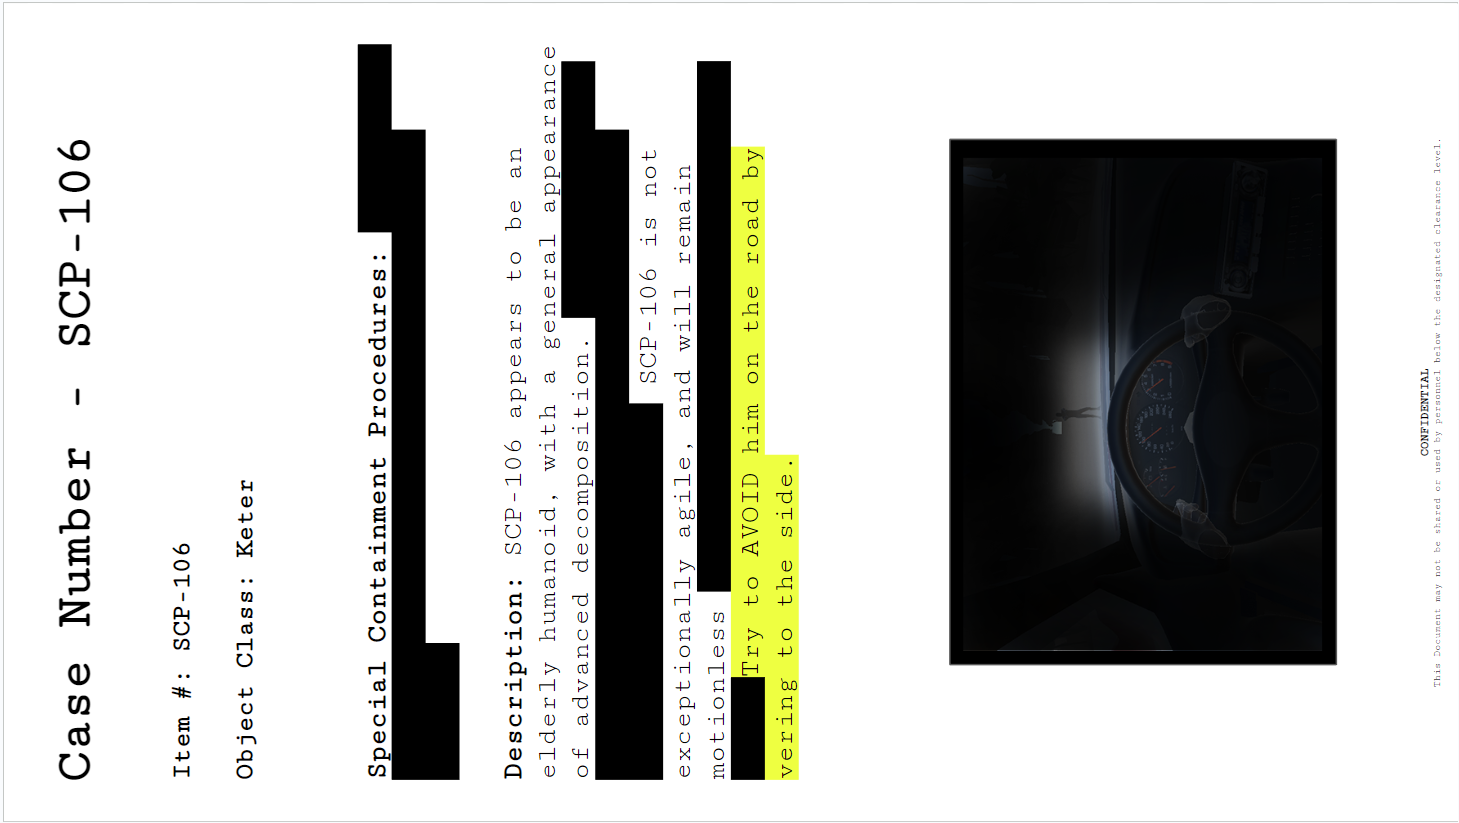 Case Number - SCP-106
Item #: SCP-106
Object Class: Keter
Special Containment Procedures:
Description: SCP-106 appears to be an
elderly humanoid, with a general appearance
of advanced decomposition.
SCP-106 is not
exceptionally agile, and will remain
motionless
Try to AVOID him on the road by
vering to the side.
CONFIDENTIAL
This Document may not be shared or used by personnel below the designated clearance level.